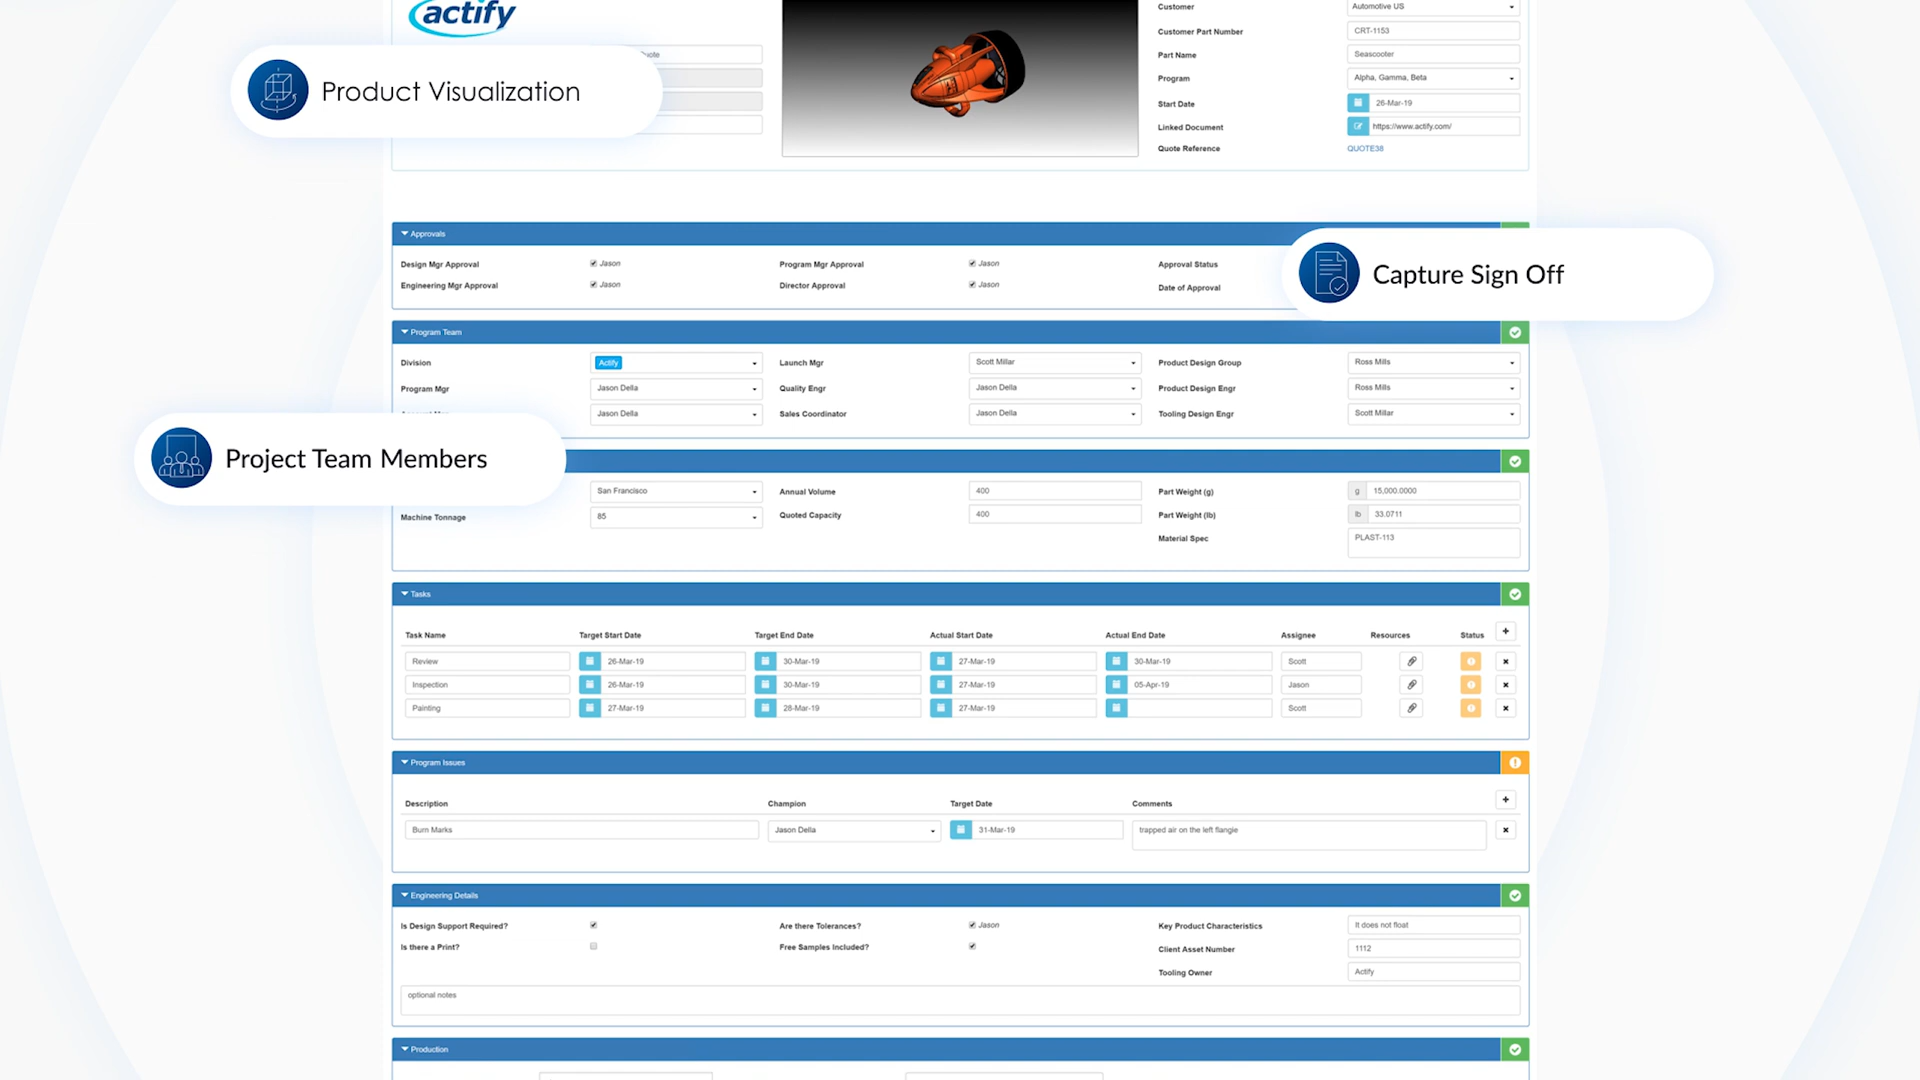 actify
Customer Automotive US
Customer Part Number CRT-1153
Part Name Seascooter
Program Alpha, Gamma, Beta
Start Date 26-Mar-19
Linked Document https://www.actify.com/
Quote Reference QUOTE38
Product Visualization
Approvals
Design Mgr Approval Jason Program Mgr Approval Jason Approval Status
Engineering Mgr Approval Jason Director Approval Jason Date of Approval
Capture Sign Off
Program Team
Division Actify Launch Mgr Scott Millar Product Design Group Ross Mills
Program Mgr Jason Della Quality Engr Jason Della Product Design Engr Ross Mills
Jason Della Sales Coordinator Jason Della Tooling Design Engr Scott Millar
Project Team Members
San Francisco Annual Volume 400 Part Weight (g) g 15,000.0000
Machine Tonnage 85 Quoted Capacity 400 Part Weight (lb) lb 33.0711
Material Spec PLAST-113
Tasks
Task Name Target Start Date Target End Date Actual Start Date Actual End Date Assignee Resources Status
Review 26-Mar-19 30-Mar-19 27-Mar-19 30-Mar-19 Scott
Inspection 26-Mar-19 30-Mar-19 27-Mar-19 05-Apr-19 Jason
Painting 27-Mar-19 28-Mar-19 27-Mar-19 Scott
Program Issues
Description Champion Target Date Comments
Burn Marks Jason Della 31-Mar-19 trapped air on the left flangie
Engineering Details
Is Design Support Required? Are there Tolerances? Jason Key Product Characteristics It does not float
Is there a Print? Free Samples Included? Client Asset Number 1112
Tooling Owner Actify
optional notes
Production